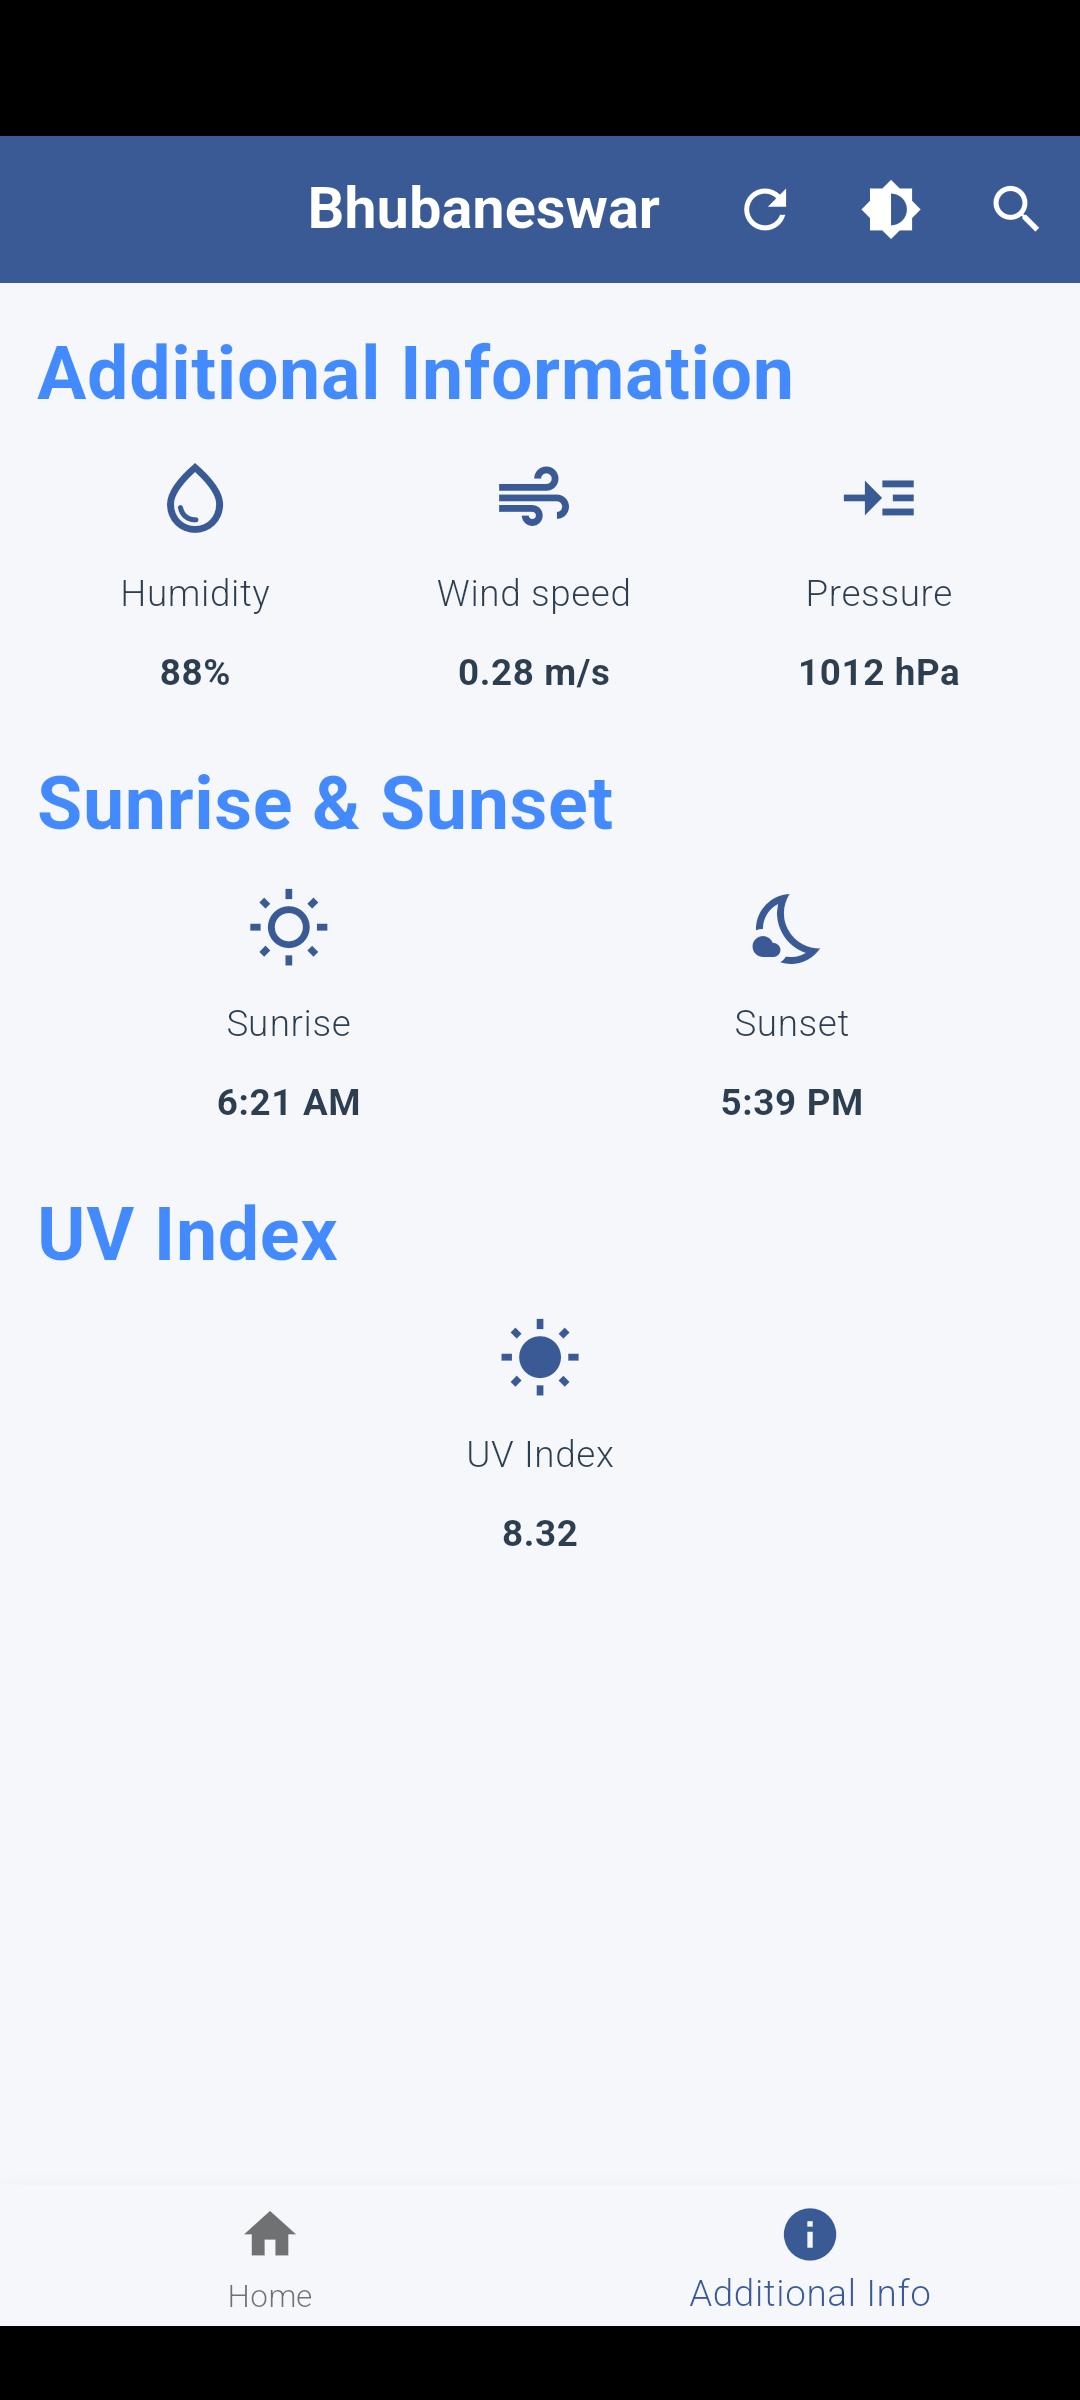 Bhubaneswar
Additional Information
Humidity Wind speed Pressure
88% 0.28 m/s 1012 hPa
Sunrise & Sunset
Sunrise Sunset
6:21 AM 5:39 PM
UV Index
UV Index
8.32
Home Additional Info